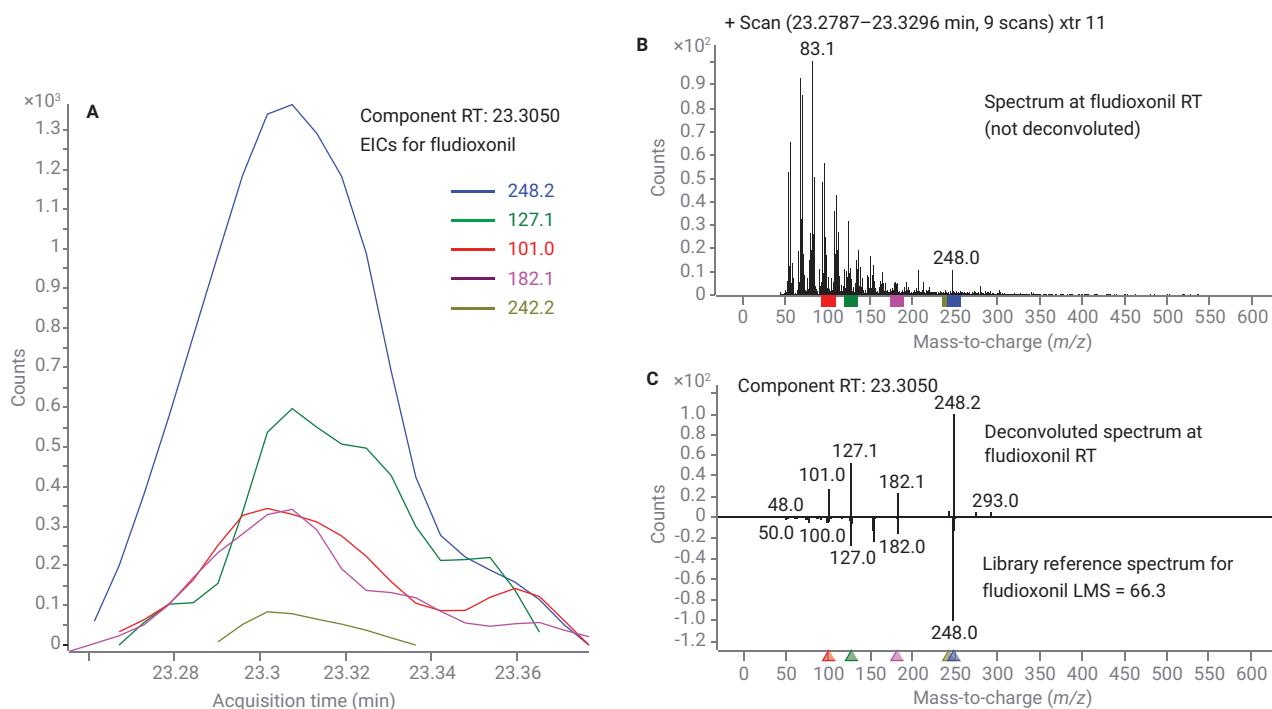 A
×10³
Component RT: 23.3050
EICs for fludioxonil
248.2
127.1
101.0
182.1
242.2
1.3
1.2
1.1
1
0.9
0.8
0.7
0.6
0.5
0.4
0.3
0.2
0.1
0
Counts
23.28
23.3
23.32
23.34
23.36
Acquisition time (min)
+ Scan (23.2787–23.3296 min, 9 scans) xtr 11
B
×10²
83.1
Spectrum at fludioxonil RT
(not deconvoluted)
248.0
0.9
0.8
0.7
0.6
0.5
0.4
0.3
0.2
0.1
0
Counts
0 50 100 150 200 250 300 350 400 450 500 550 600
Mass-to-charge (m/z)
C
×10²
Component RT: 23.3050
248.2
Deconvoluted spectrum at
fludioxonil RT
127.1
101.0
182.1
48.0
293.0
50.0
100.0
127.0
182.0
Library reference spectrum for
fludioxonil LMS = 66.3
248.0
1.0
0.8
0.6
0.4
0.2
0
-0.2
-0.4
-0.6
-0.8
-1.0
-1.2
Counts
0 50 100 150 200 250 300 350 400 450 500 550 600
Mass-to-charge (m/z)